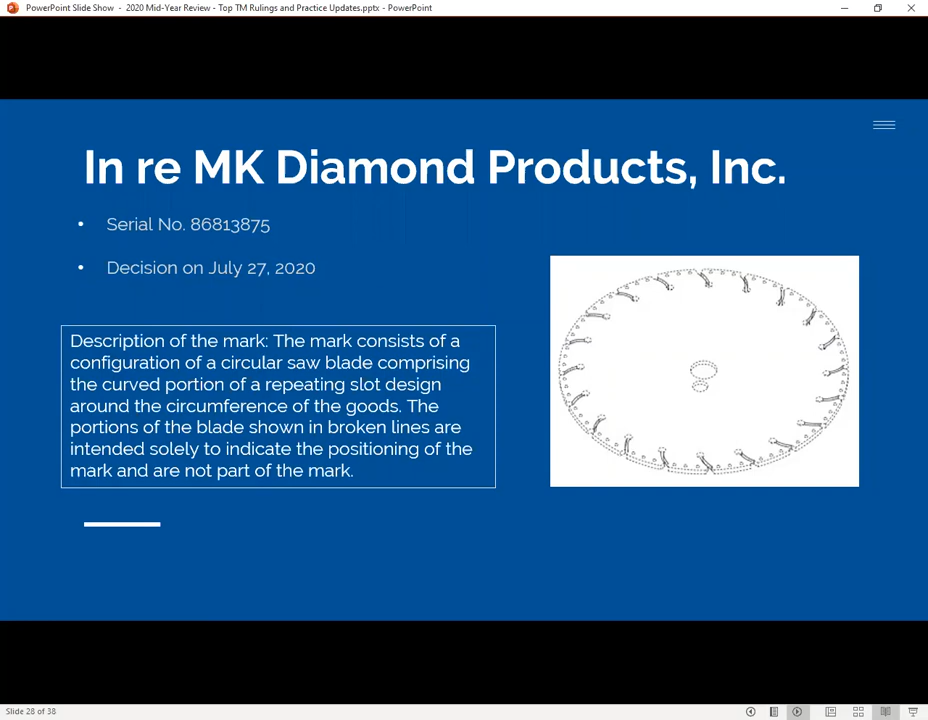 PowerPoint Slide Show - 2020 Mid-Year Review - Top TM Rulings and Practice Updates.pptx - PowerPoint
In re MK Diamond Products, Inc.
• Serial No. 86813875
• Decision on July 27, 2020
Description of the mark: The mark consists of a
configuration of a circular saw blade comprising
the curved portion of a repeating slot design
around the circumference of the goods. The
portions of the blade shown in broken lines are
intended solely to indicate the positioning of the
mark and are not part of the mark.
Slide 28 of 38